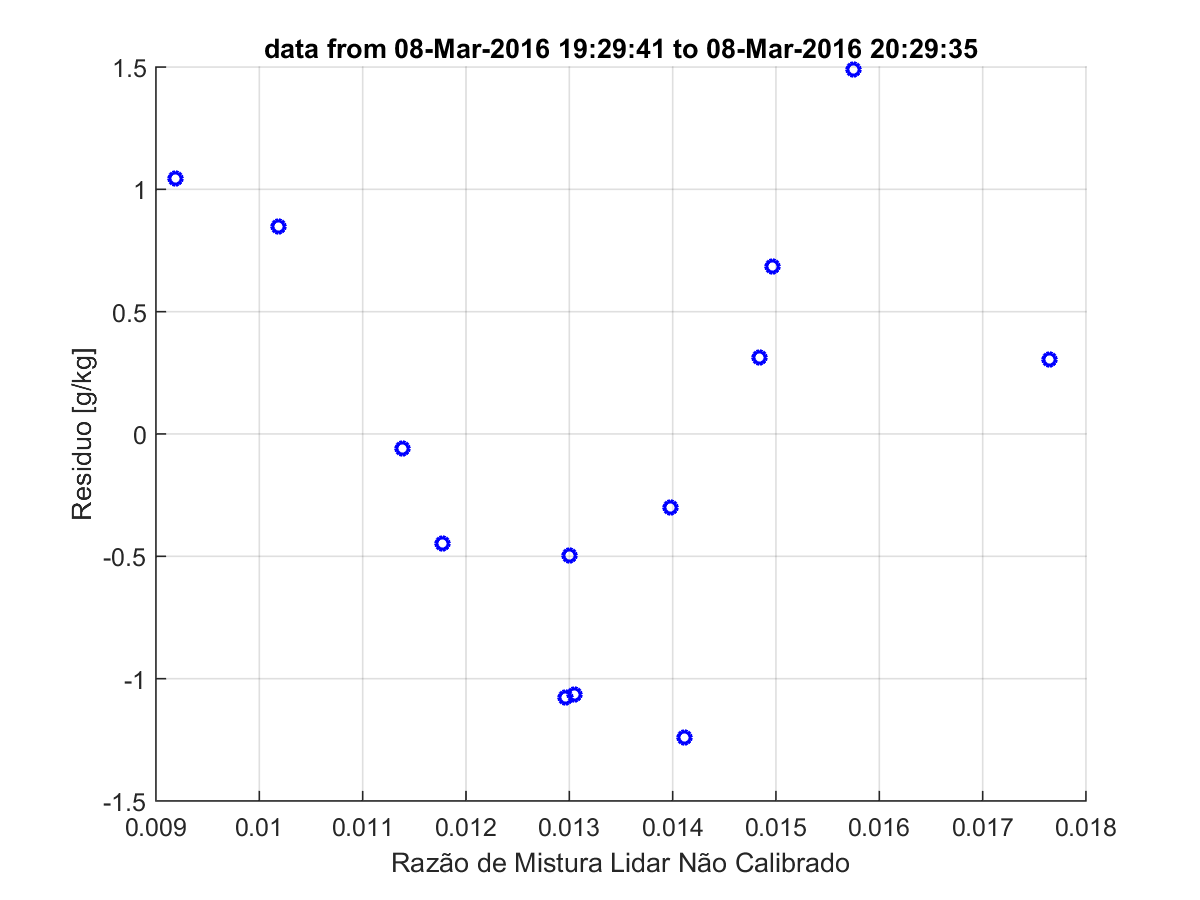 data from 08-Mar-2016 19:29:41 to 08-Mar-2016 20:29:35
1.5
1
0.5
0
-0.5
-1
-1.5
Residuo [g/kg]
0.009 0.01 0.011 0.012 0.013 0.014 0.015 0.016 0.017 0.018
Razão de Mistura Lidar Não Calibrado